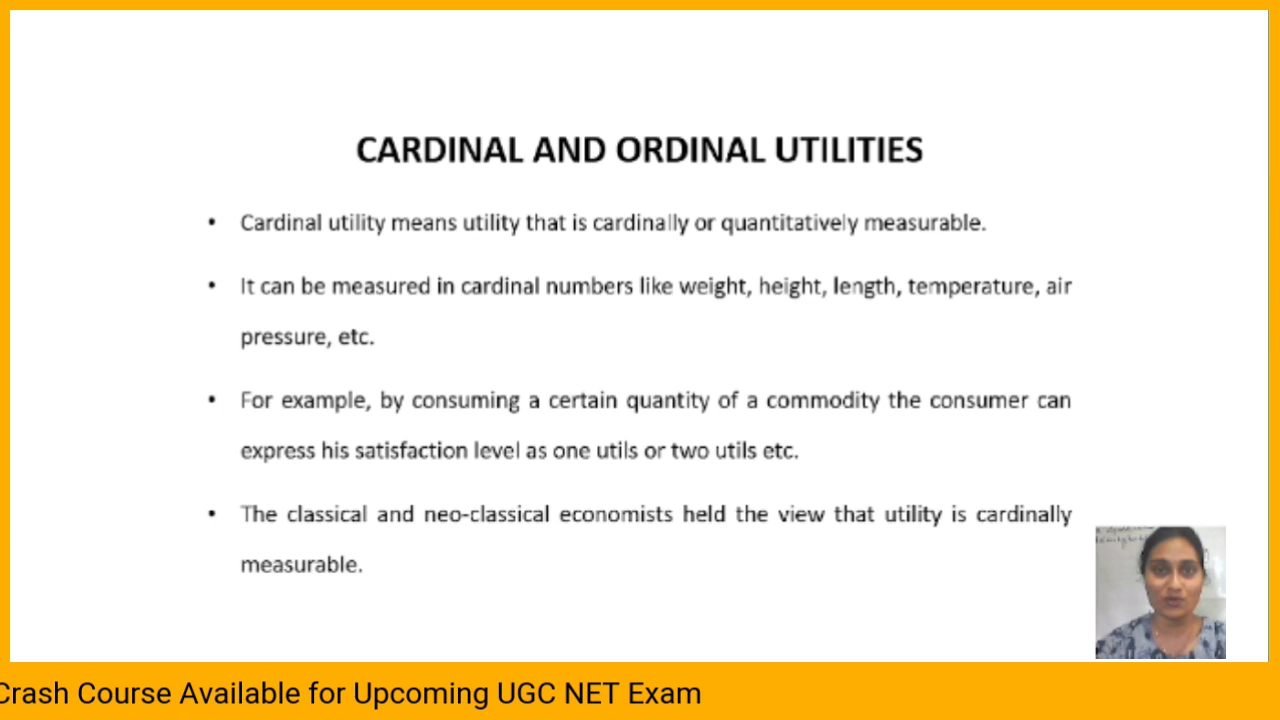 CARDINAL AND ORDINAL UTILITIES
• Cardinal utility means utility that is cardinally or quantitatively measurable.
• It can be measured in cardinal numbers like weight, height, length, temperature, air
pressure, etc.
• For example, by consuming a certain quantity of a commodity the consumer can
express his satisfaction level as one utils or two utils etc.
• The classical and neo-classical economists held the view that utility is cardinally
measurable.
Crash Course Available for Upcoming UGC NET Exam